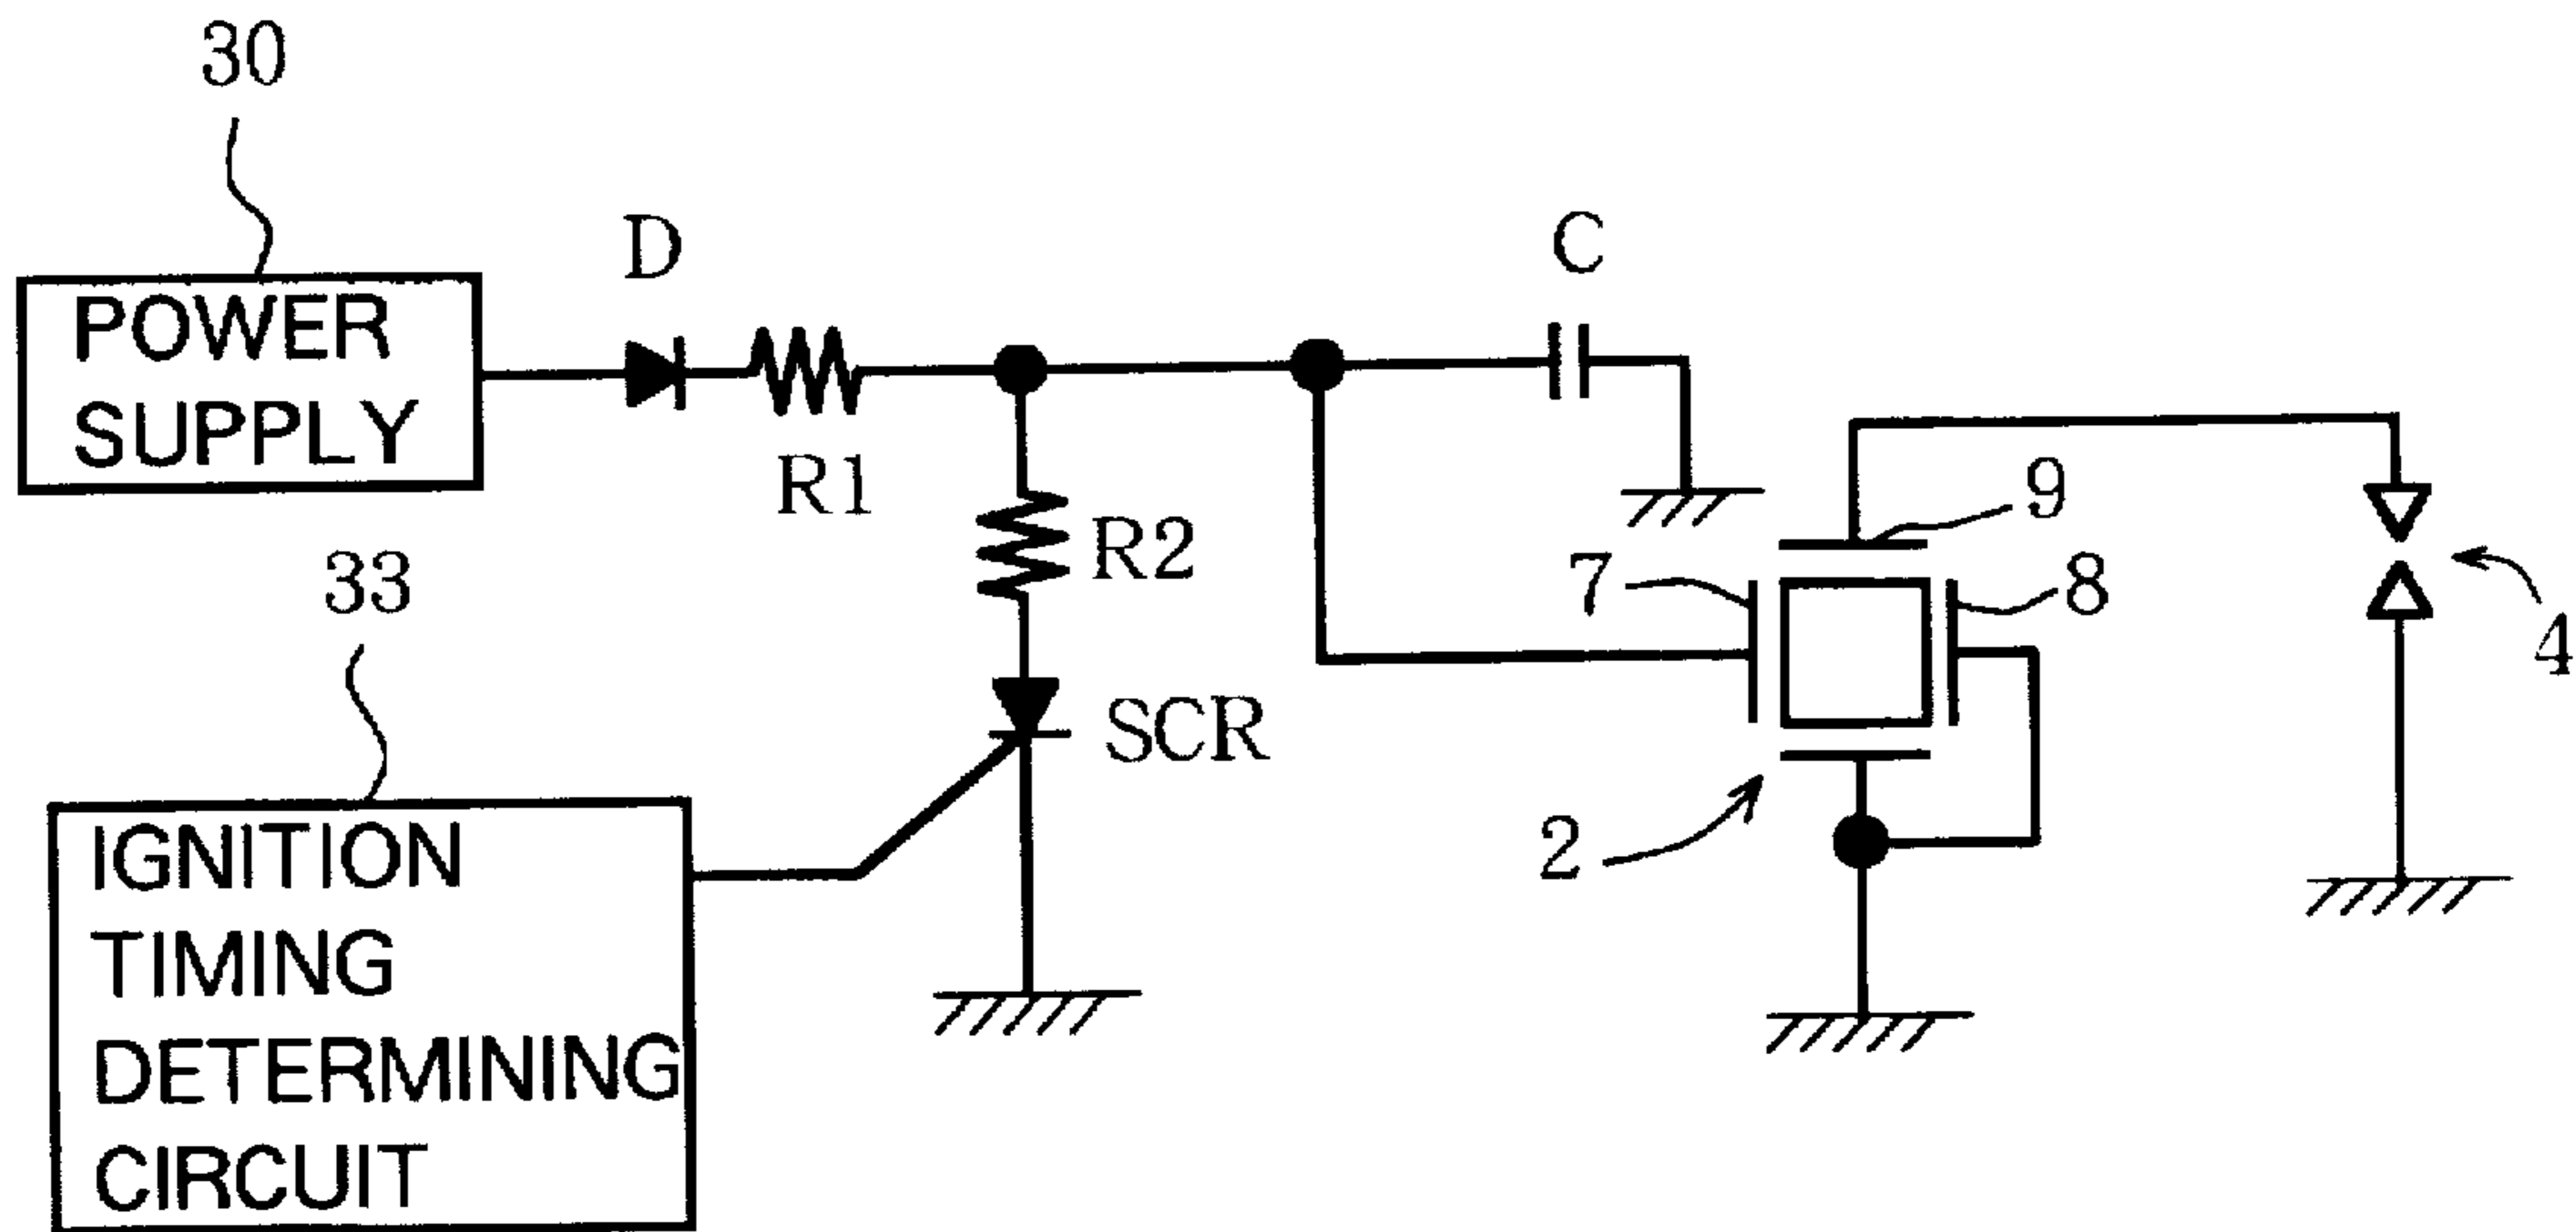 30
D
C
POWER
SUPPLY
R1
9
R2
7
8
33
4
SCR
2
IGNITION
TIMING
DETERMINING
CIRCUIT